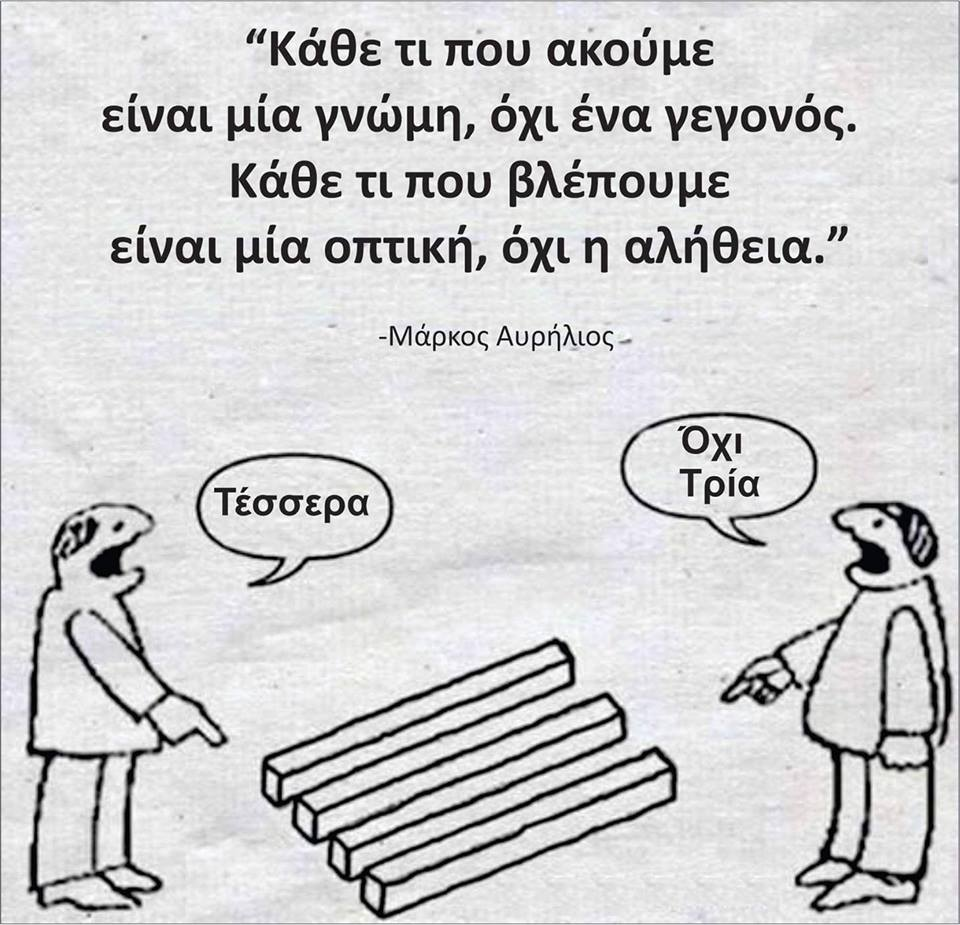 “Κάθε τι που ακούμε
είναι μία γνώμη, όχι ένα γεγονός.
Κάθε τι που βλέπουμε
είναι μία οπτική, όχι η αλήθεια.”
-Μάρκος Αυρήλιος
Τέσσερα
Όχι
Τρία